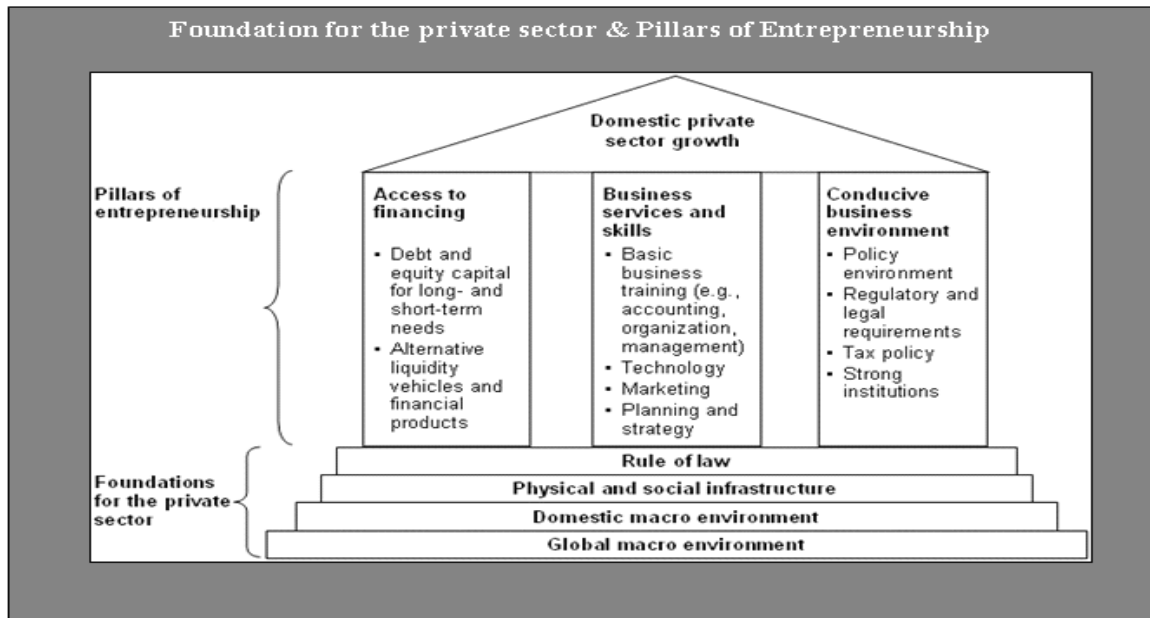 Foundation for the private sector & Pillars of Entrepreneurship
Domestic private
sector growth
Pillars of
entrepreneurship
Access to
financing
▪ Debt and
equity capital
for long- and
short-term
needs
▪ Alternative
liquidity
vehicles and
financial
products
Business
services and
skills
▪ Basic
business
training (e.g.,
accounting,
organization,
management)
▪ Technology
▪ Marketing
▪ Planning and
strategy
Conducive
business
environment
▪ Policy
environment
▪ Regulatory and
legal
requirements
▪ Tax policy
▪ Strong
institutions
Foundations
for the private
sector
Rule of law
Physical and social infrastructure
Domestic macro environment
Global macro environment